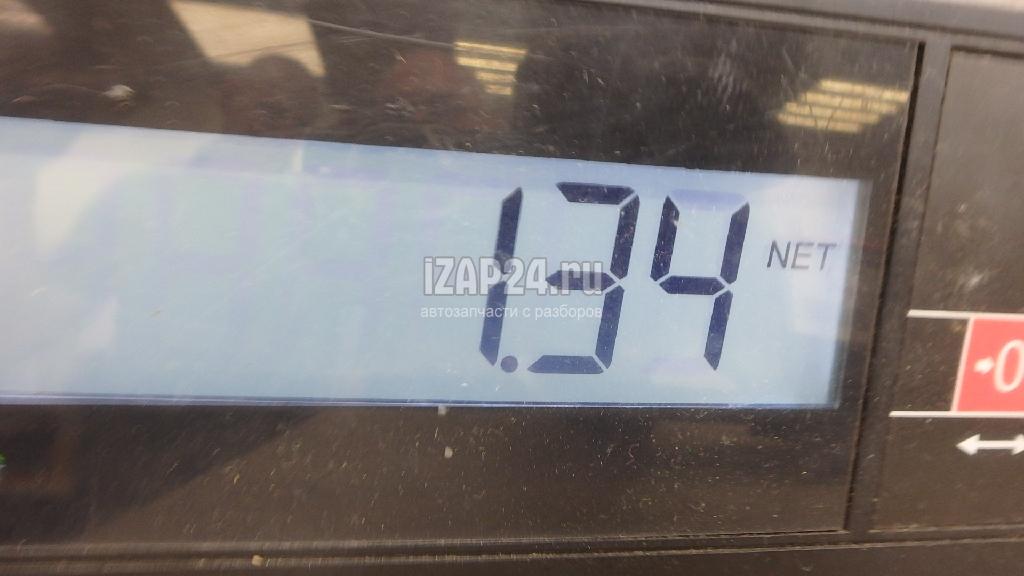 1.34 NET
iZAP24.ru
автозапчасти с разборов
→0